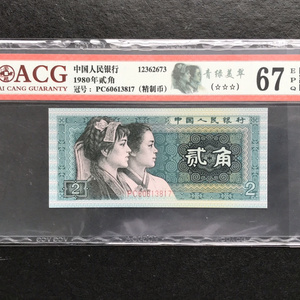 ACG
AI CANG GUARANTY
中国人民银行
1980年贰角
冠号：PC60613817（精制币）
12362673
青绿美翠
(☆☆☆)
67
E
P
Q
中国人民银行
贰角
PC60613817
2
2